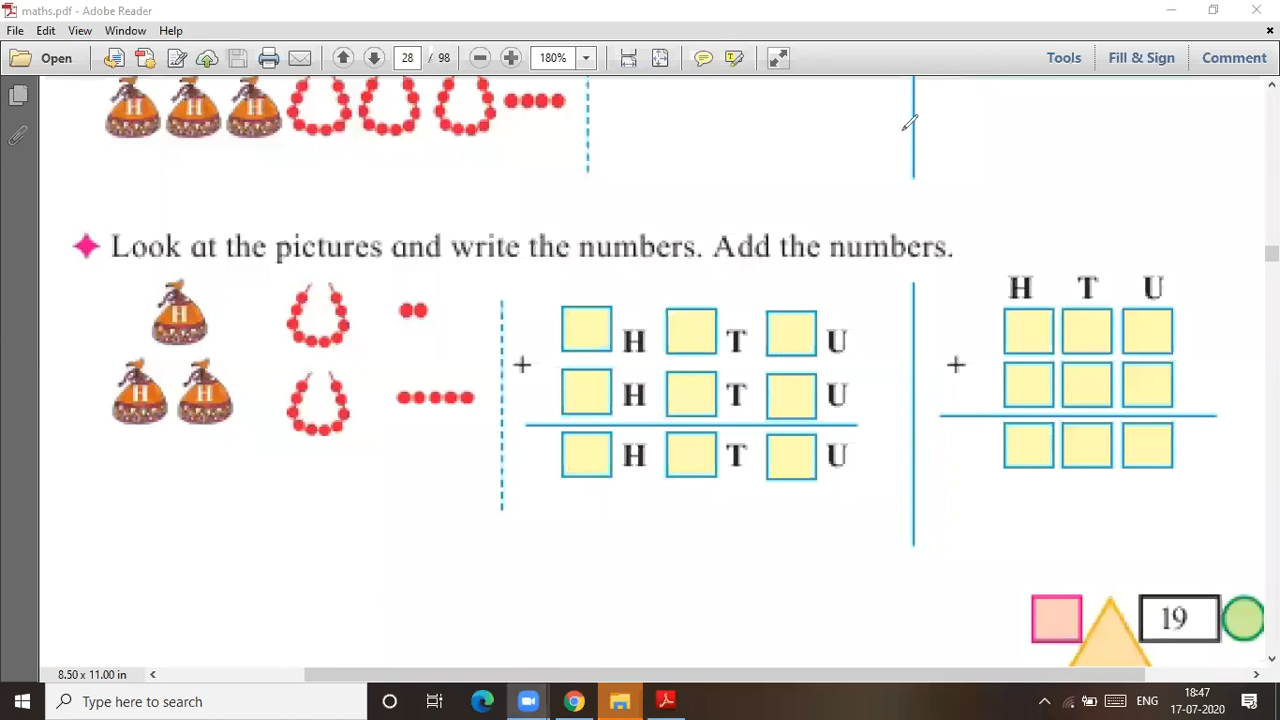 maths.pdf - Adobe Reader
File Edit View Window Help
Open 28 / 98 180% Tools Fill & Sign Comment
H H H
Look at the pictures and write the numbers. Add the numbers.
H T U
H
H T U
+ +
H H
H T U
H T U
19
8.50 x 11.00 in
Type here to search ENG 18:47
17-07-2020